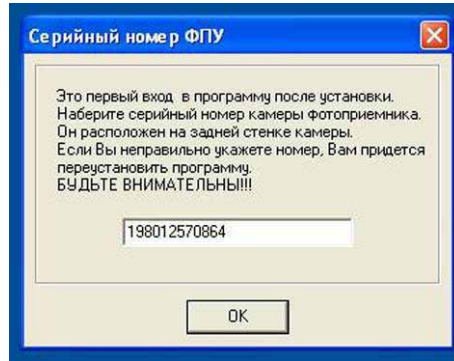 Серийный номер ФПУ
Это первый вход в программу после установки.
Наберите серийный номер камеры фотоприемника.
Он расположен на задней стенке камеры.
Если Вы неправильно укажете номер, Вам придется
переустановить программу.
БУДЬТЕ ВНИМАТЕЛЬНЫ!!!
198012570864
OK